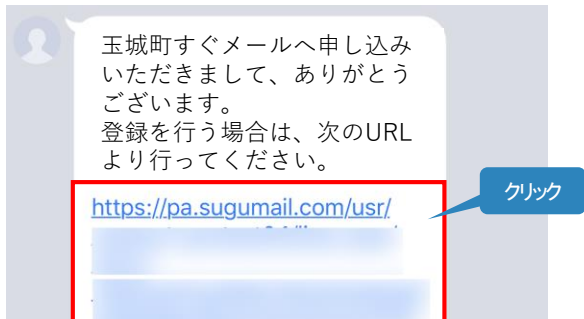 玉城町すぐメールへ申し込み
いただきまして、ありがとう
ございます。
登録を行う場合は、次のURL
より行ってください。
https://pa.sugumail.com/usr/
クリック